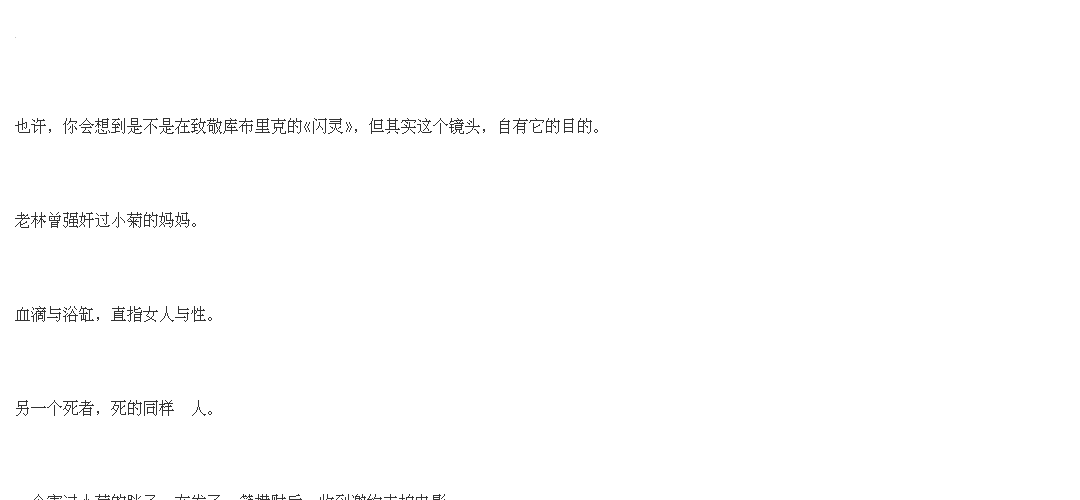 也许，你会想到是不是在致敬库布里克的《闪灵》，但其实这个镜头，自有它的目的。
老林曾强奸过小菊的妈妈。
血滴与浴缸，直指女人与性。
另一个死者，死的同样　人。